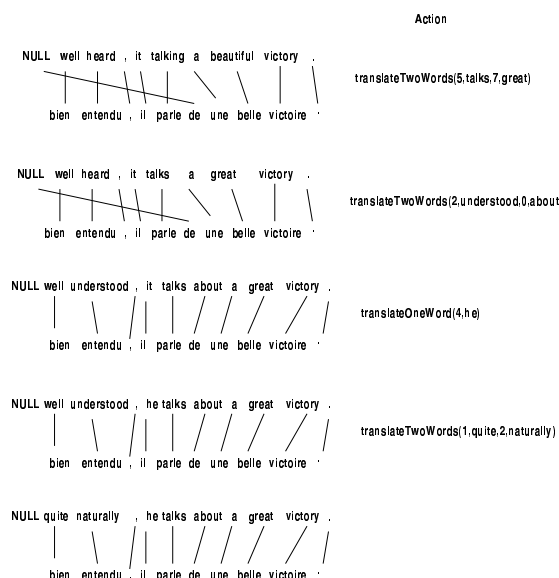 Action
NULL well heard , it talking a beautiful victory .
translateTwoWords(5,talks,7,great)
bien entendu , il parle de une belle victoire .
NULL well heard , it talks a great victory .
translateTwoWords(2,understood,0,about
bien entendu , il parle de une belle victoire .
NULL well understood , it talks about a great victory .
translateOneWord(4,he)
bien entendu , il parle de une belle victoire .
NULL well understood , he talks about a great victory .
translateTwoWords(1,quite,2,naturally)
bien entendu , il parle de une belle victoire .
NULL quite naturally , he talks about a great victory .
bien entendu , il parle de une belle victoire .